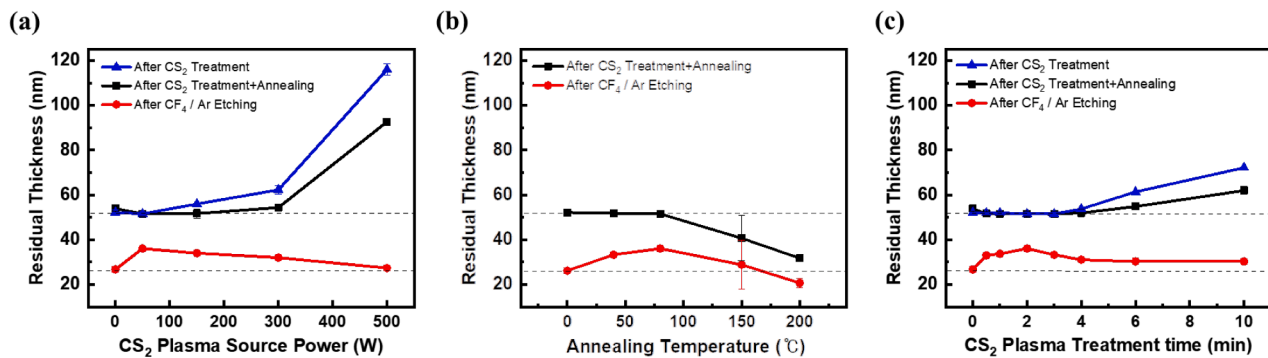 (a)
Residual Thickness (nm)
120
100
80
60
40
20
After CS₂ Treatment
After CS₂ Treatment+Annealing
After CF₄ / Ar Etching
0 100 200 300 400 500
CS₂ Plasma Source Power (W)
(b)
Residual Thickness (nm)
120
100
80
60
40
20
After CS₂ Treatment+Annealing
After CF₄ / Ar Etching
0 50 100 150 200
Annealing Temperature (℃)
(c)
Residual Thickness (nm)
120
100
80
60
40
20
After CS₂ Treatment
After CS₂ Treatment+Annealing
After CF₄ / Ar Etching
0 2 4 6 8 10
CS₂ Plasma Treatment time (min)